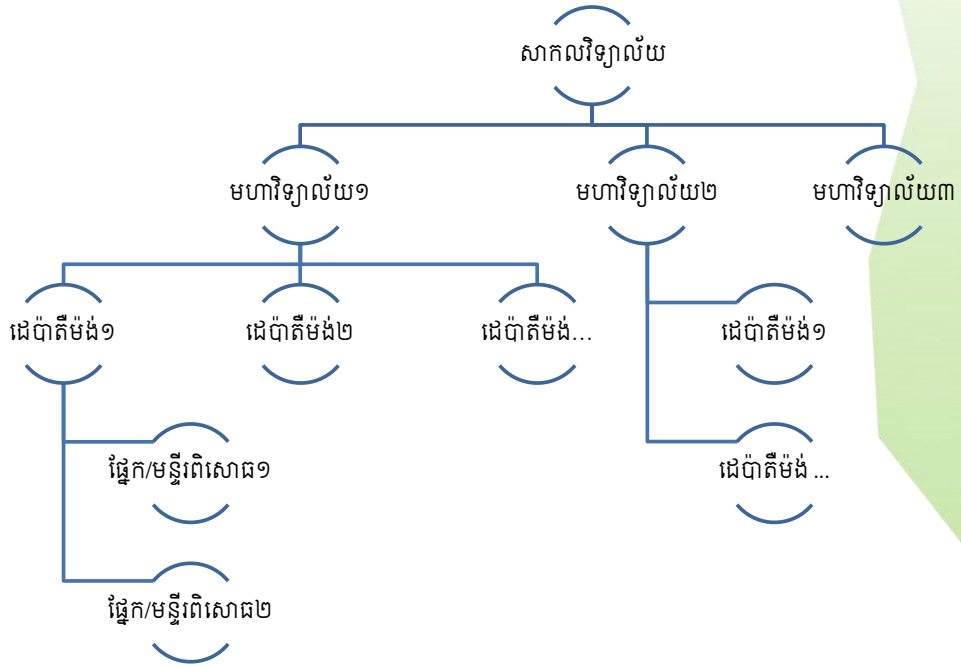 សាកលវិទ្យាល័យ
មហាវិទ្យាល័យ១
មហាវិទ្យាល័យ២
មហាវិទ្យាល័យ៣
ដេប៉ាតឺម៉ង់១
ដេប៉ាតឺម៉ង់២
ដេប៉ាតឺម៉ង់...
ដេប៉ាតឺម៉ង់១
ផ្នែក/មន្ទីរពិសោធ១
ដេប៉ាតឺម៉ង់ ...
ផ្នែក/មន្ទីរពិសោធ២